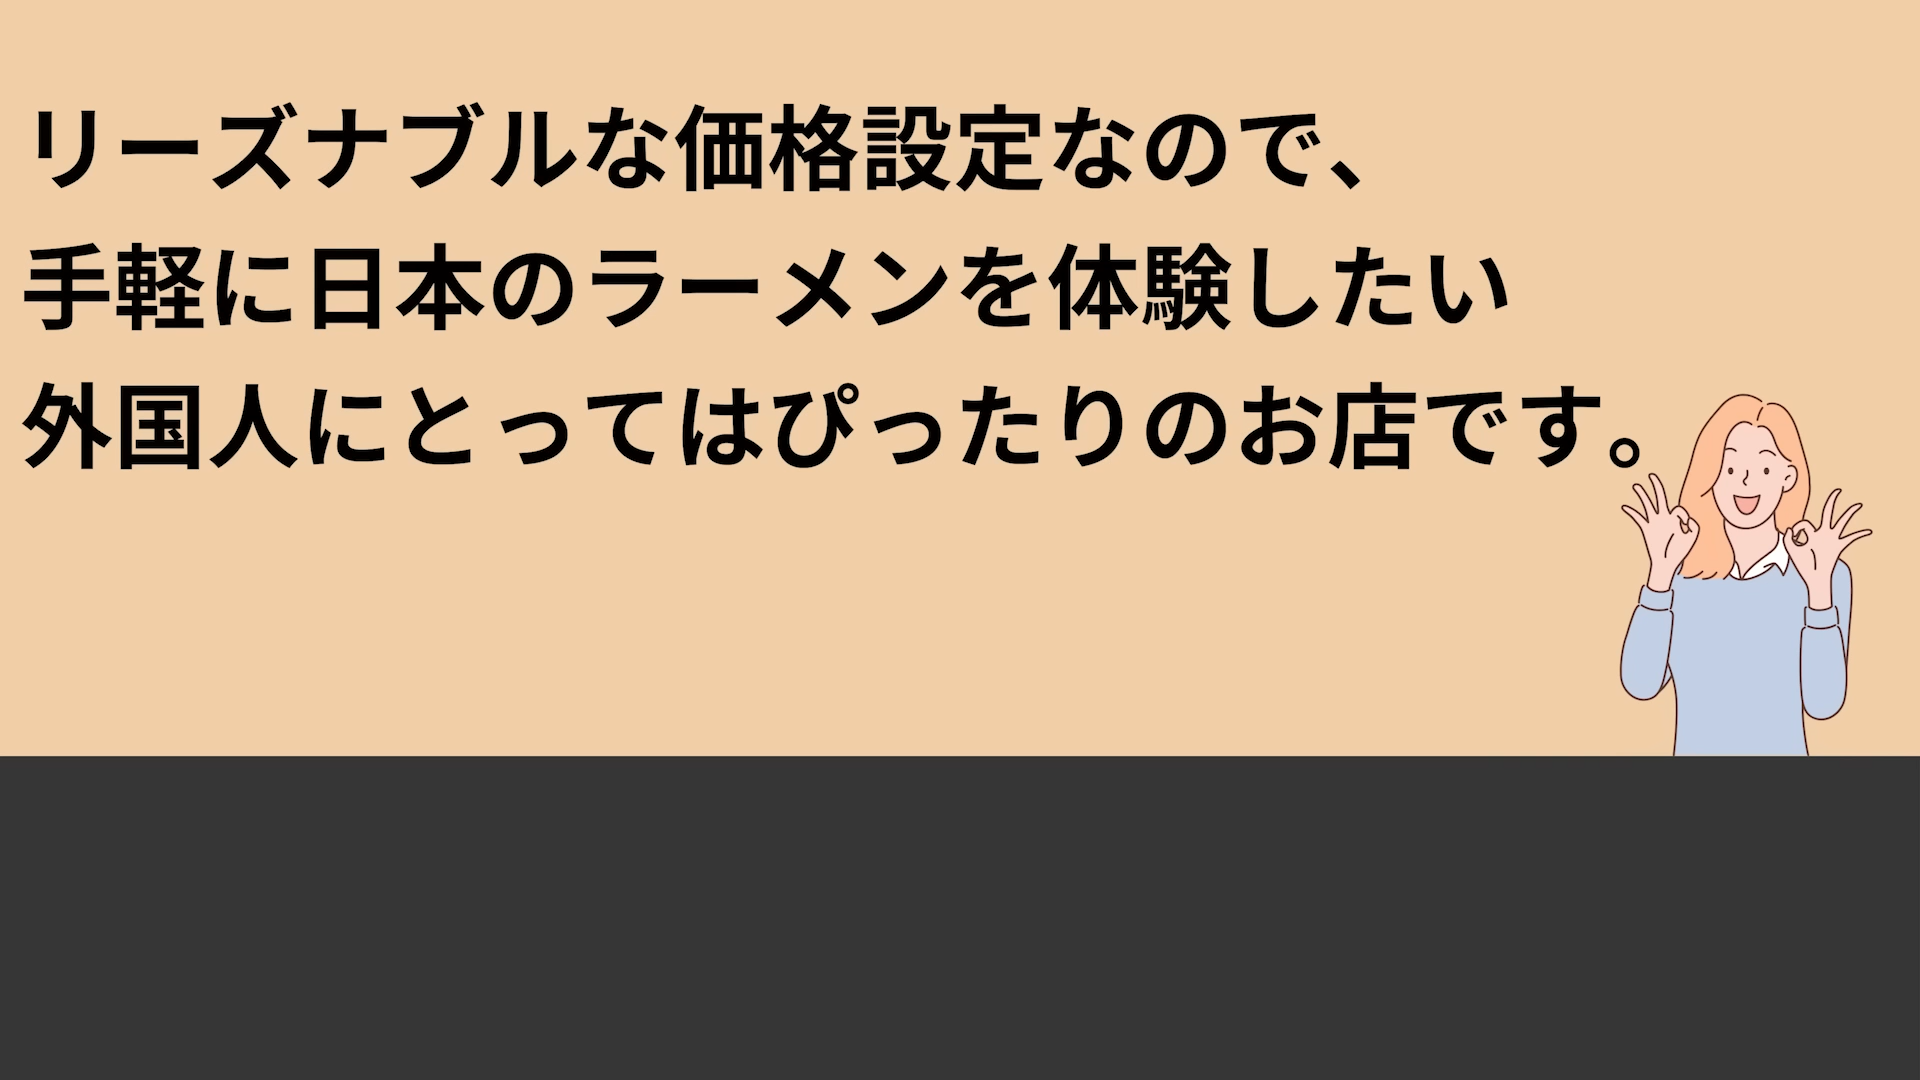 リーズナブルな価格設定なので、
手軽に日本のラーメンを体験したい
外国人にとってはぴったりのお店です。